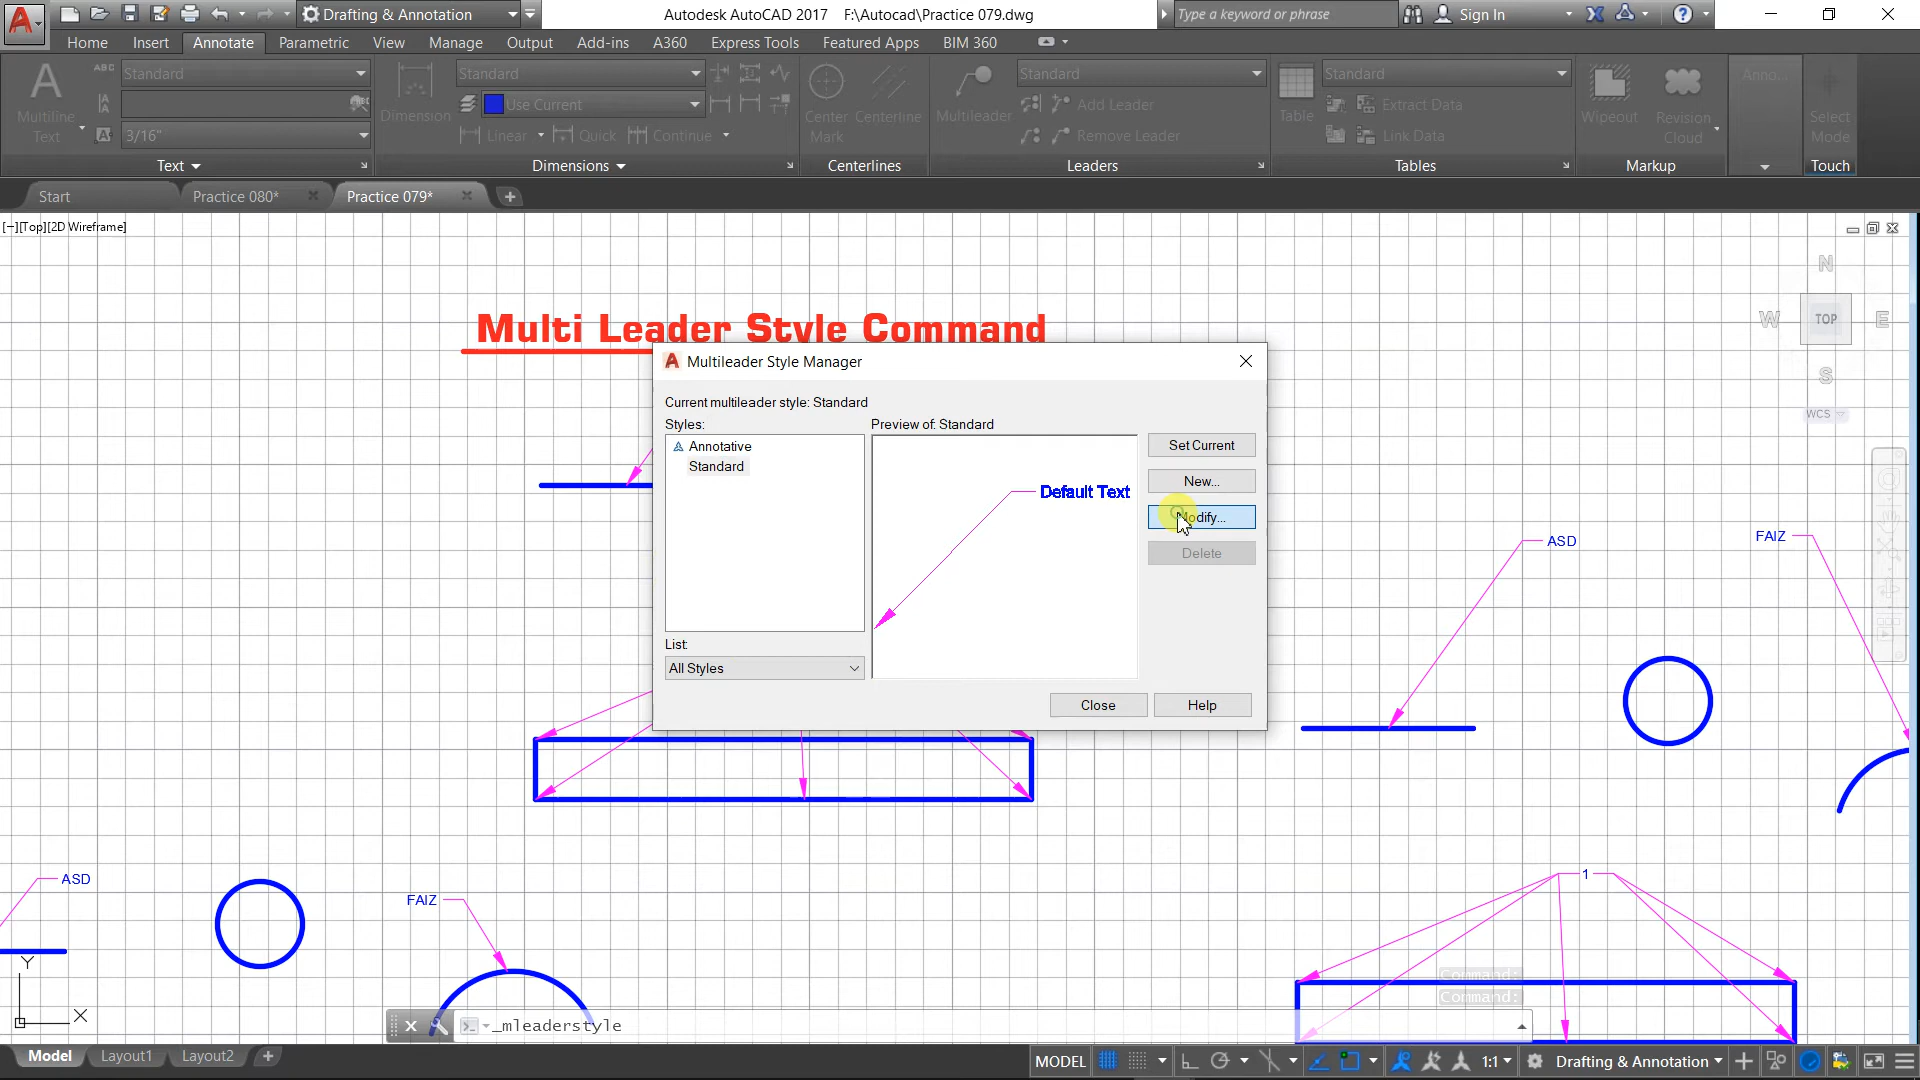 Drafting & Annotation
Autodesk AutoCAD 2017 F:\Autocad\Practice 079.dwg
Type a keyword or phrase
Sign In
Home Insert Annotate Parametric View Manage Output Add-ins A360 Express Tools Featured Apps BIM 360
Multiline Text
ABC
Standard
3/16"
Text
Dimension
Standard
Use Current
Linear Quick Continue
Dimensions
Center Mark
Centerline
Centerlines
Multileader
Standard
Add Leader
Remove Leader
Leaders
Table
Standard
Extract Data
Link Data
Tables
Wipeout
Revision Cloud
Markup
Select Mode
Touch
Start Practice 080* Practice 079*
[−][Top][2D Wireframe]
Multi Leader Style Command
N
W TOP E
S
WCS
Multileader Style Manager
Current multileader style: Standard
Styles:
Preview of: Standard
Annotative
Standard
Default Text
Set Current
New...
Modify...
Delete
List:
All Styles
Close
Help
ASD
FAIZ
ASD
FAIZ
1
Y
X
Command:
Command:
_mleaderstyle
Model Layout1 Layout2
MODEL
1:1
Drafting & Annotation